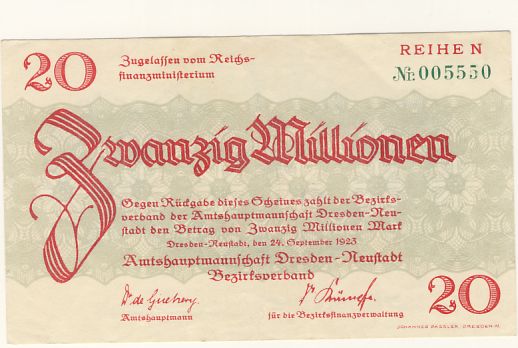 20
Zugelassen vom Reichs-
finanzministerium
REIHE N
Nr. 005550
Zwanzig Millionen
Gegen Rückgabe dieses Scheines zahlt der Bezirks-
verband der Amtshauptmannschaft Dresden-Neu-
stadt den Betrag von Zwanzig Millionen Mark
Dresden-Neustadt, den 24. September 1923
Amtshauptmannschaft Dresden-Neustadt
Bezirksverband
Amtshauptmann
für die Bezirksfinanzverwaltung
20
JOHANNES PÄSSLER, DRESDEN-N.